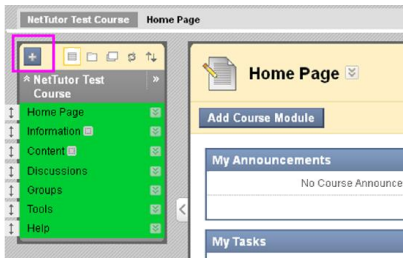 NetTutor Test Course Home Page
+
NetTutor Test
Course
Home Page
Information
Content
Discussions
Groups
Tools
Help
Home Page
Add Course Module
My Announcements
No Course Announce
My Tasks